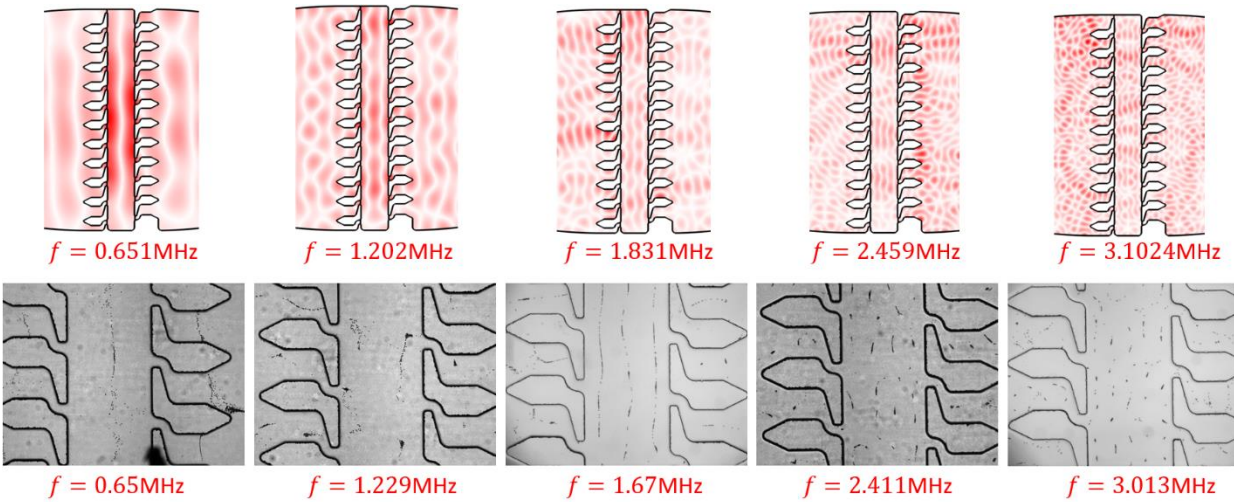 f = 0.651MHz
f = 1.202MHz
f = 1.831MHz
f = 2.459MHz
f = 3.1024MHz
f = 0.65MHz
f = 1.229MHz
f = 1.67MHz
f = 2.411MHz
f = 3.013MHz